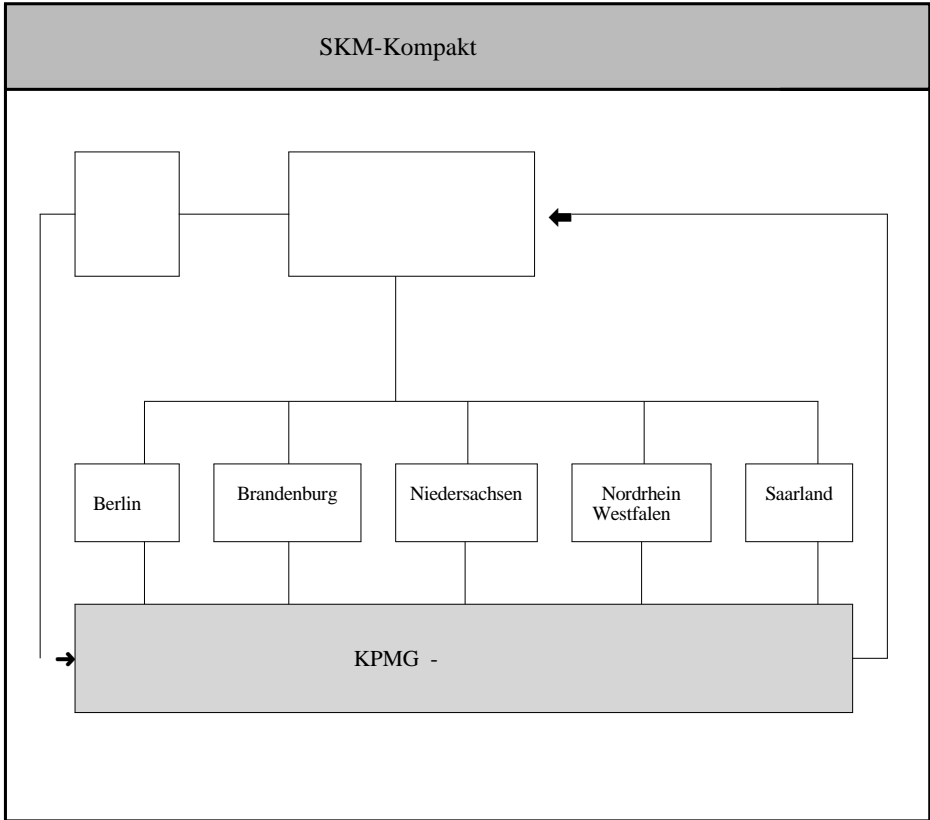 SKM-Kompakt
Berlin
Brandenburg
Niedersachsen
Nordrhein
Westfalen
Saarland
KPMG -